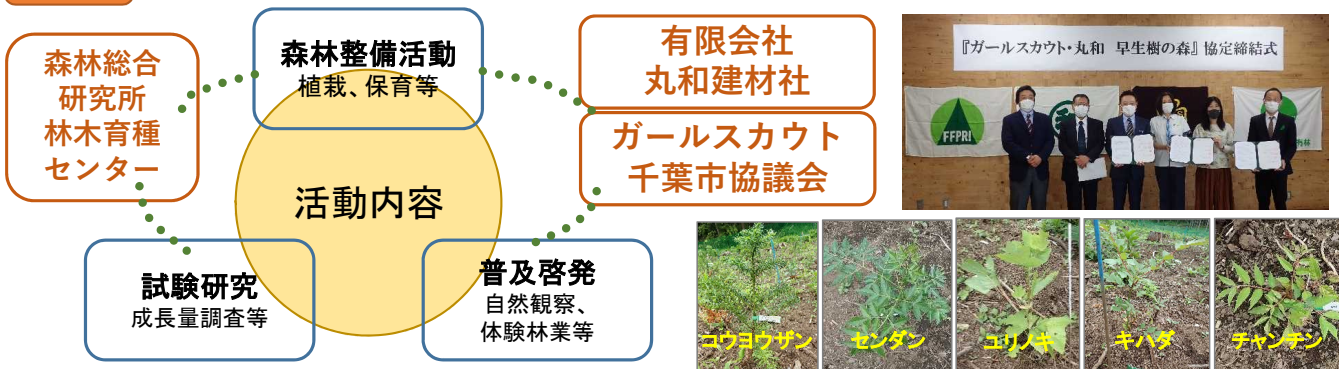 森林総合
研究所
林木育種
センター
森林整備活動
植栽、保育等
有限会社
丸和建材社
ガールスカウト
千葉市協議会
活動内容
試験研究
成長量調査等
普及啓発
自然観察、
体験林業等
『ガールスカウト・丸和　早生樹の森』協定締結式
FFPRI
コウヨウザン
センダン
ユリノキ
キハダ
チャンチン